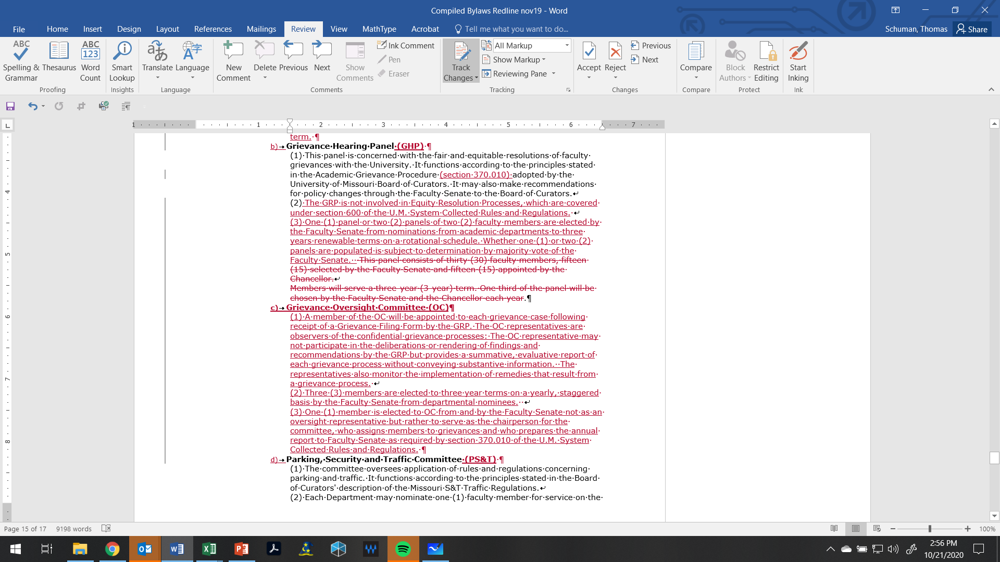 Compiled Bylaws Redline nov19 - Word
File Home Insert Design Layout References Mailings Review View MathType Acrobat Tell me what you want to do... Schuman, Thomas Share
ABC Spelling & Grammar
Thesaurus
ABC 123 Word Count
Proofing
Smart Lookup
Insights
Translate
Language
Language
New Comment
Delete
Previous
Next
Show Comments
Ink Comment
Pen
Eraser
Comments
Track Changes
All Markup
Show Markup
Reviewing Pane
Tracking
Accept
Reject
Previous
Next
Changes
Compare
Compare
Block Authors
Restrict Editing
Protect
Start Inking
Ink
1 1 2 3 4 5 6 7
4
5
6
7
8
term. ¶
b) Grievance Hearing Panel (GHP) ¶
(1) This panel is concerned with the fair and equitable resolutions of faculty
grievances with the University. It functions according to the principles stated
in the Academic Grievance Procedure (section 370.010) adopted by the
University of Missouri Board of Curators. It may also make recommendations
for policy changes through the Faculty Senate to the Board of Curators.
(2) The GRP is not involved in Equity Resolution Processes, which are covered
under section 600 of the U.M. System Collected Rules and Regulations.
(3) One (1) panel or two (2) panels of two (2) faculty members are elected by
the Faculty Senate from nominations from academic departments to three
years renewable terms on a rotational schedule. Whether one (1) or two (2)
panels are populated is subject to determination by majority vote of the
Faculty Senate. This panel consists of thirty (30) faculty members, fifteen
(15) selected by the Faculty Senate and fifteen (15) appointed by the
Chancellor.
Members will serve a three year (3 year) term. One third of the panel will be
chosen by the Faculty Senate and the Chancellor each year.¶
c) Grievance Oversight Committee (OC)¶
(1) A member of the OC will be appointed to each grievance case following
receipt of a Grievance Filing Form by the GRP. The OC representatives are
observers of the confidential grievance processes: The OC representative may
not participate in the deliberations or rendering of findings and
recommendations by the GRP but provides a summative, evaluative report of
each grievance process without conveying substantive information. The
representatives also monitor the implementation of remedies that result from
a grievance process.
(2) Three (3) members are elected to three year terms on a yearly, staggered
basis by the Faculty Senate from departmental nominees.
(3) One (1) member is elected to OC from and by the Faculty Senate not as an
oversight representative but rather to serve as the chairperson for the
committee, who assigns members to grievances and who prepares the annual
report to Faculty Senate as required by section 370.010 of the U.M. System
Collected Rules and Regulations. ¶
d) Parking, Security and Traffic Committee (PS&T) ¶
(1) The committee oversees application of rules and regulations concerning
parking and traffic. It functions according to the principles stated in the Board
of Curators' description of the Missouri S&T Traffic Regulations.
(2) Each Department may nominate one (1) faculty member for service on the
Page 15 of 17 9198 words 100%
2:56 PM
10/21/2020